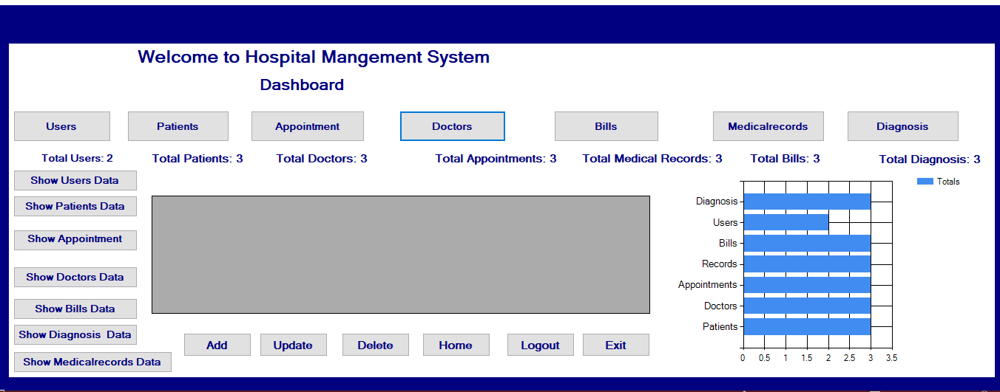 Welcome to Hospital Mangement System
Dashboard
Users
Patients
Appointment
Doctors
Bills
Medicalrecords
Diagnosis
Total Users: 2
Total Patients: 3
Total Doctors: 3
Total Appointments: 3
Total Medical Records: 3
Total Bills: 3
Total Diagnosis: 3
Show Users Data
Show Patients Data
Show Appointment
Show Doctors Data
Show Bills Data
Show Diagnosis  Data
Show Medicalrecords Data
Add
Update
Delete
Home
Logout
Exit
Totals
Diagnosis
Users
Bills
Records
Appointments
Doctors
Patients
0 0.5 1 1.5 2 2.5 3 3.5